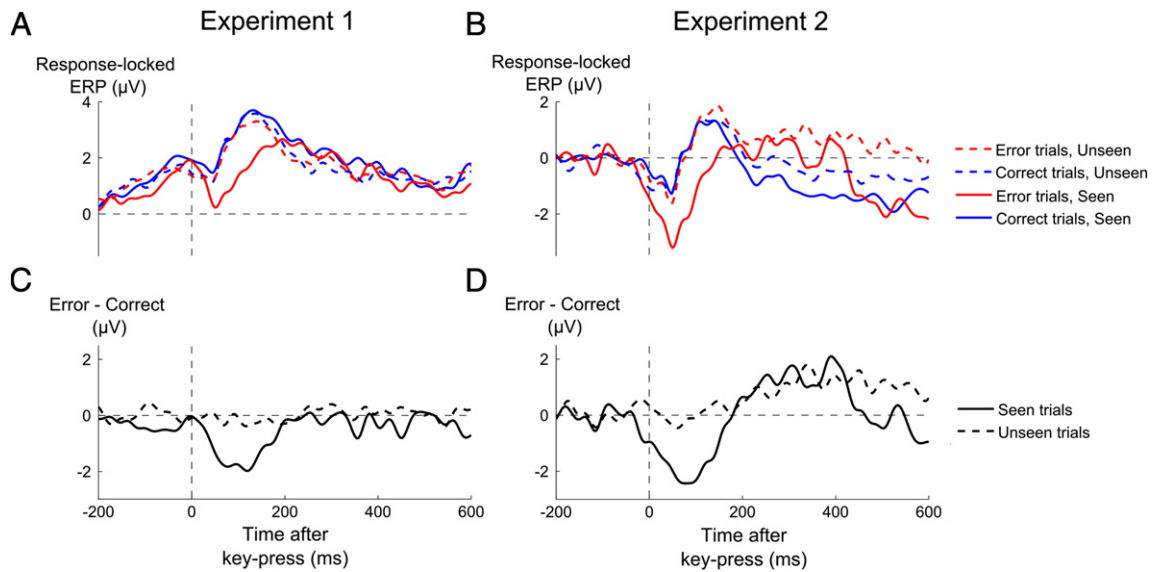 A
Experiment 1
Response-locked
ERP (µV)
4
2
0
B
Experiment 2
Response-locked
ERP (µV)
2
0
-2
Error trials, Unseen
Correct trials, Unseen
Error trials, Seen
Correct trials, Seen
C
Error - Correct
(µV)
2
0
-2
-200
0
200
400
600
Time after
key-press (ms)
D
Error - Correct
(µV)
2
0
-2
-200
0
200
400
600
Time after
key-press (ms)
Seen trials
Unseen trials